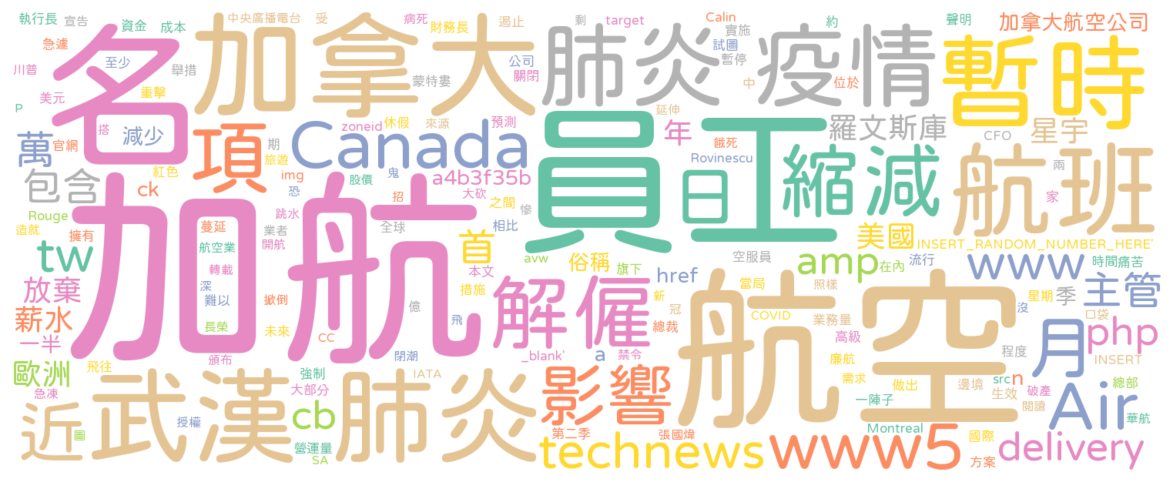 執行長
宣告
資金
成本
中央廣播電台
受
病死
財務長
遏止
剩
target
Calin
實施
約
聲明
加拿大航空公司
急遽
至少
舉措
名
加拿大
蒙特婁
公司
關閉
肺炎
疫情
試圖
暫停
中
位於
暫時
川普
美元
重擊
P
搭
減少
項
期
zoneid
休假
來源
預測
延伸
年
餓死
羅文斯庫
CFO
星宇
萬
官網
旅遊
Canada
員工
日
縮減
Rovinescu
航班
兩
家
包含
紅色
ck
img
恐
股價
鬼
招
a4b3f35b
大砍
之間
慘
相比
Rouge
造就
擁有
蔓延
跳水
業者
開航
全球
首
美國
INSERT_RANDOM_NUMBER_HERE'
tw
航空業
轉載
加航
avw
本文
俗稱
旗下
空服員
amp
在內
流行
www
時間痛苦
放棄
深
難以
撤倒
措施
解僱
href
新
冠
當局
照樣
航空
季
星期
沒
主管
口袋
薪水
長榮
未來
億
飛
總裁
COVID
業務量
高級
月
php
一半
頒布
cc
閉潮
_blank'
a
禁令
廉航
程度
INSERT
歐洲
飛往
強制
IATA
影響
需求
做出
邊境
src
n
生效
破產
總部
急凍
近
武漢
肺炎
大部分
cb
一陣子
閱讀
Air
華航
圖
授權
營運量
SA
第二季
張國煒
technews
www5
Montreal
國際
方案
delivery